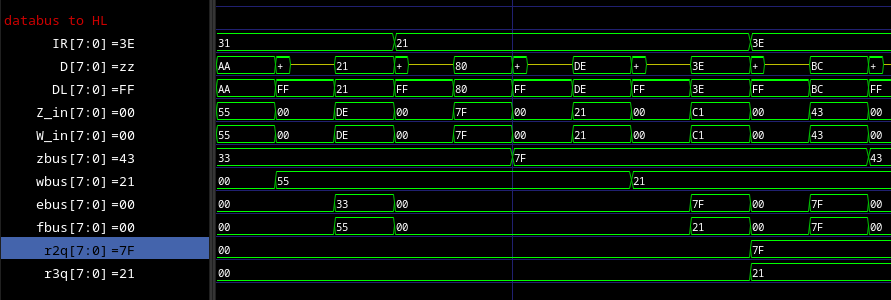 databus to HL
IR[7:0]=3E 31 21 3E
D[7:0]=zz AA + 21 + 80 + DE + 3E + BC +
DL[7:0]=FF AA FF 21 FF 80 FF DE FF 3E FF BC FF
Z_in[7:0]=00 55 00 DE 00 7F 00 21 00 C1 00 43 00
W_in[7:0]=00 55 00 DE 00 7F 00 21 00 C1 00 43 00
zbus[7:0]=43 33 7F 43
wbus[7:0]=21 00 55 21
ebus[7:0]=00 00 33 00 7F 00 7F 00
fbus[7:0]=00 00 55 00 21 00 7F 00
r2q[7:0]=7F 00 7F
r3q[7:0]=21 00 21